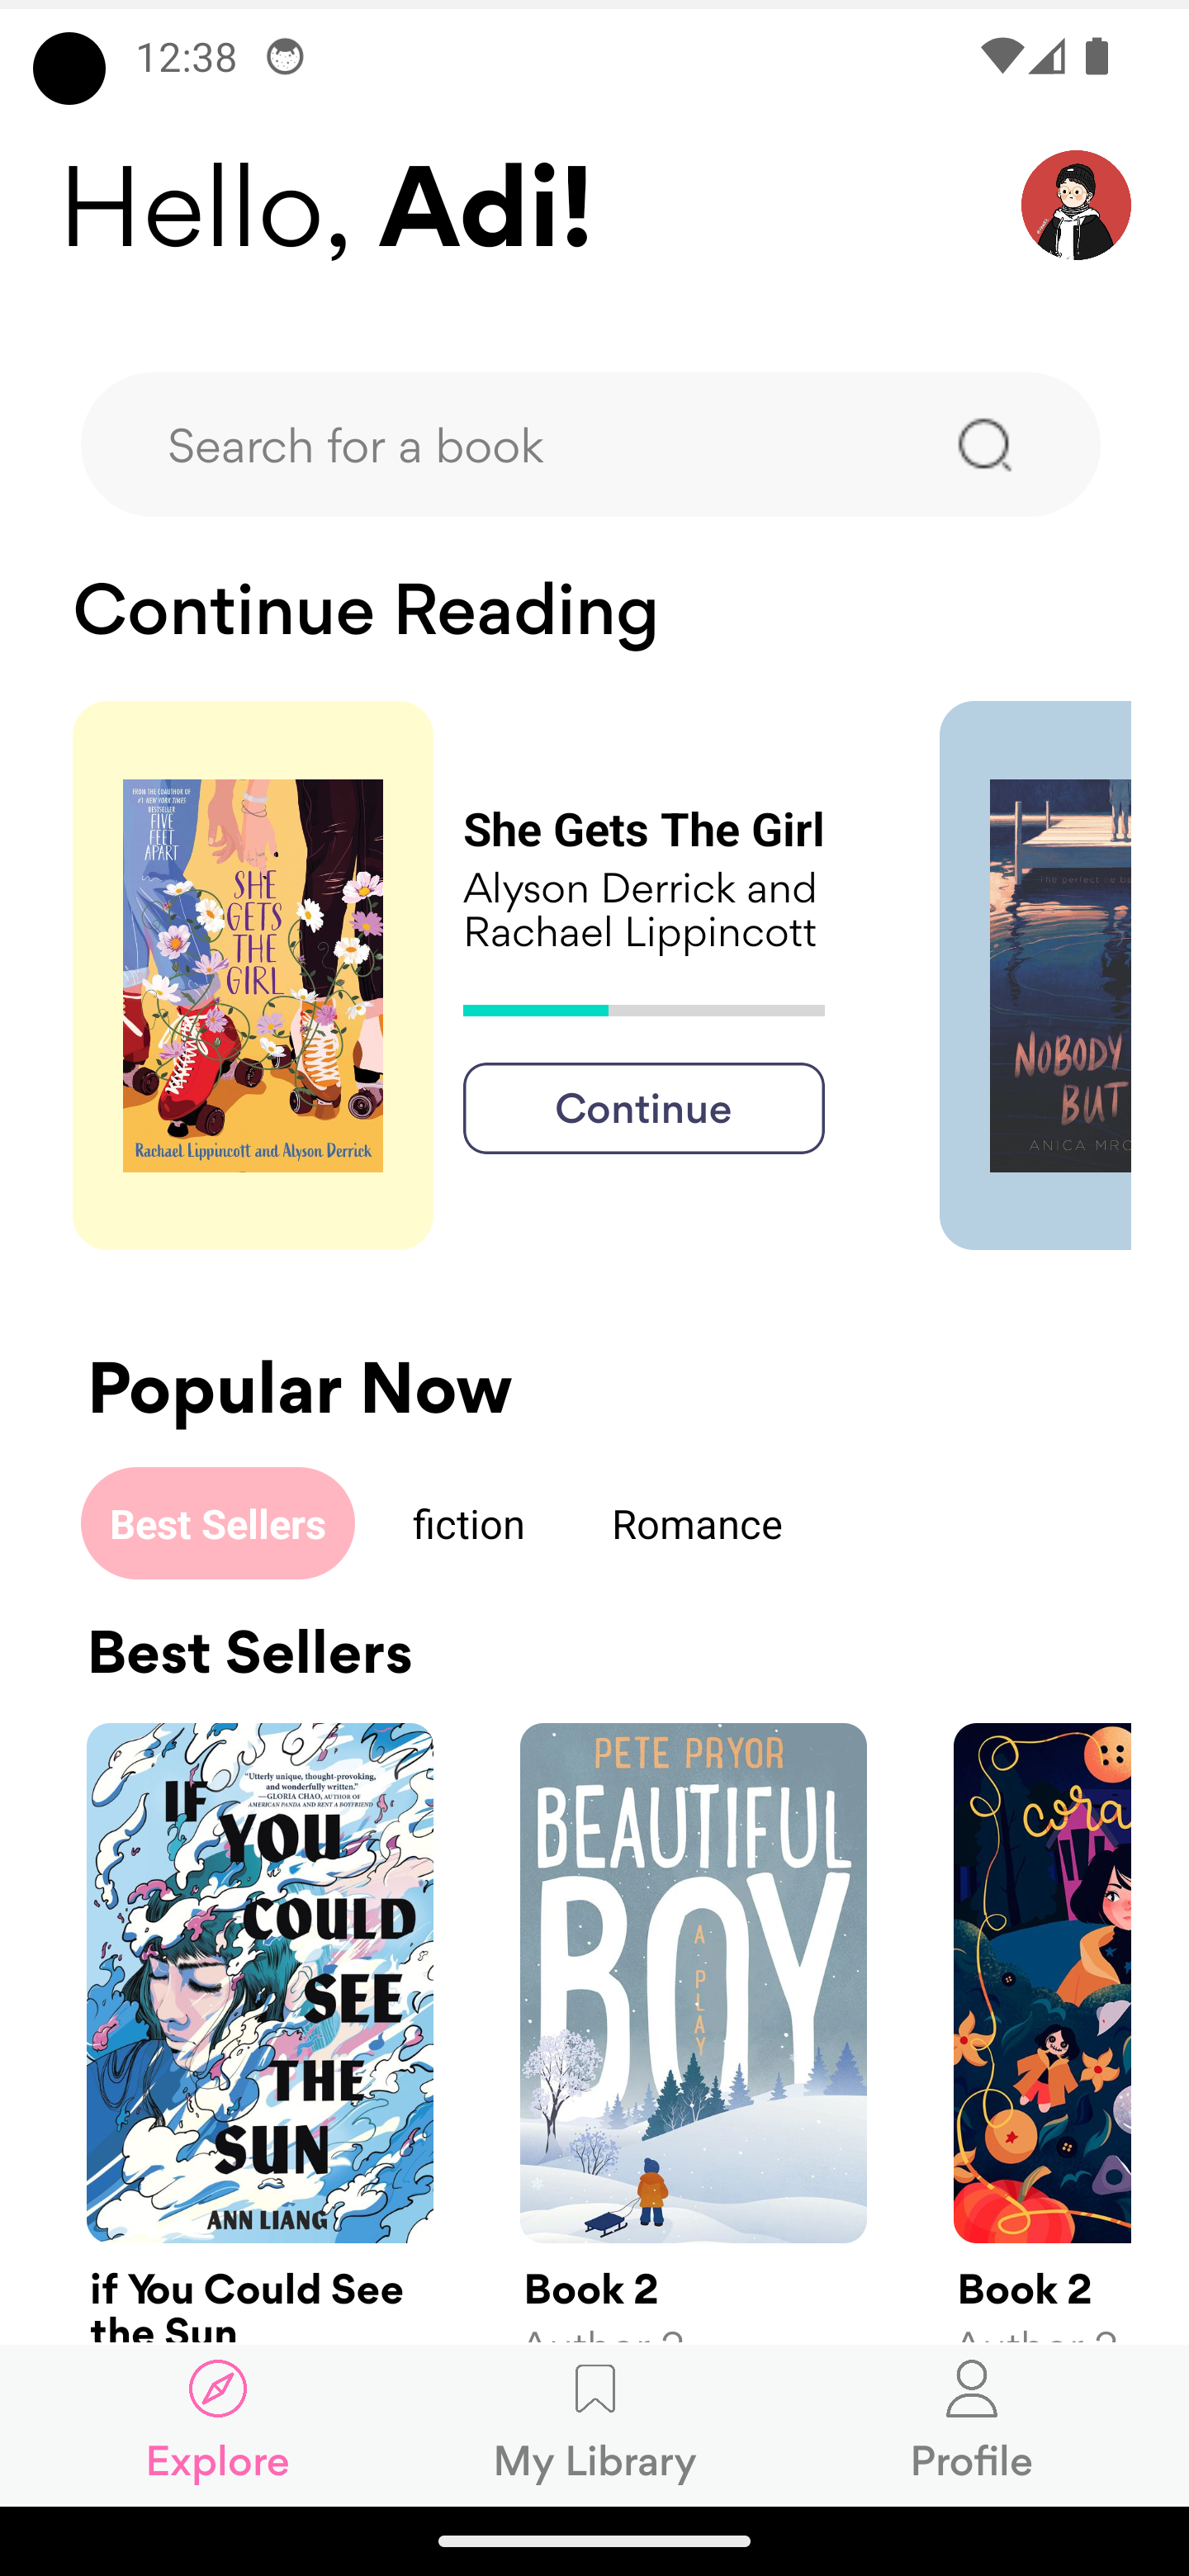 12:38
Hello, Adi!
Search for a book
Continue Reading
FROM THE COAUTHOR OF
#1 NEW YORK TIMES
BESTSELLER
FIVE
FEET
APART
SHE
GETS
THE
GIRL
Rachael Lippincott and Alyson Derrick
She Gets The Girl
Alyson Derrick and
Rachael Lippincott
Continue
The perfect
NOBODY
BUT
ANICA MRO
Popular Now
Best Sellers
fiction
Romance
Best Sellers
"Utterly unique, thought-provoking,
and wonderfully written."
—GLORIA CHAO, AUTHOR OF
AMERICAN PANDA AND RENT A BOYFRIEND
IF
YOU
COULD
SEE
THE
SUN
ANN LIANG
PETE PRYOR
BEAUTIFUL
BOY
A PLAY
cora
if You Could See
the Sun
Book 2
Author 2
Book 2
Author 2
Explore
My Library
Profile